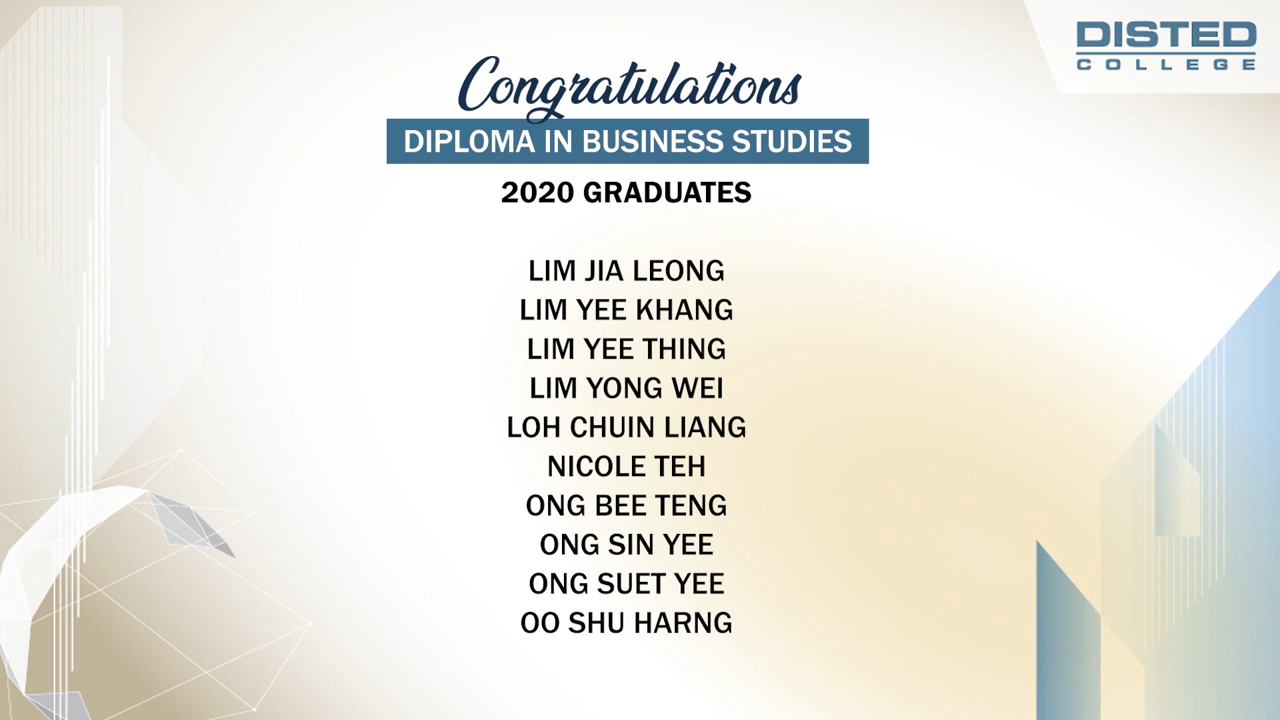 DISTED
COLLEGE
Congratulations
DIPLOMA IN BUSINESS STUDIES
2020 GRADUATES
LIM JIA LEONG
LIM YEE KHANG
LIM YEE THING
LIM YONG WEI
LOH CHUIN LIANG
NICOLE TEH
ONG BEE TENG
ONG SIN YEE
ONG SUET YEE
OO SHU HARNG